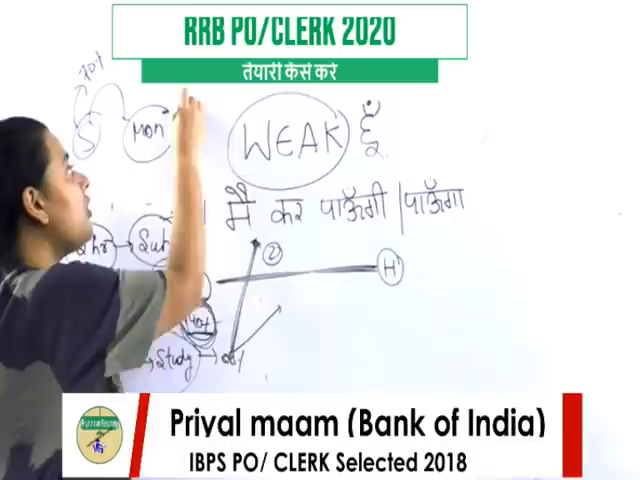 RRB PO/CLERK 2020
तैयारी कैसे करे
S
Mon
WEAK हूँ
मै कर पाऊँगी | पाऊँगा
2
H
Study
Priyal maam (Bank of India)
IBPS PO/ CLERK Selected 2018